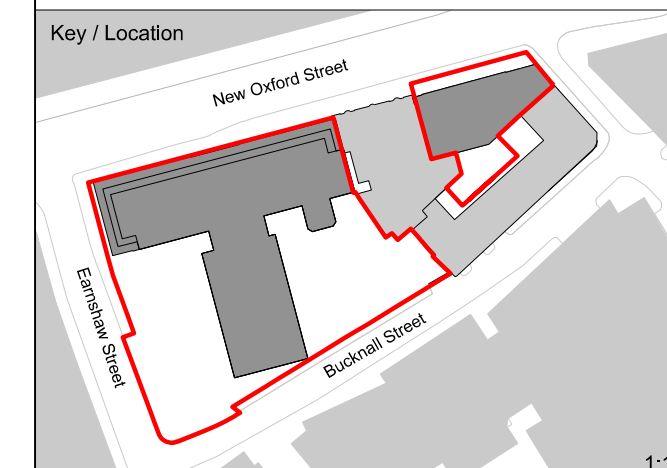 Key / Location
New Oxford Street
Earnshaw Street
Bucknall Street